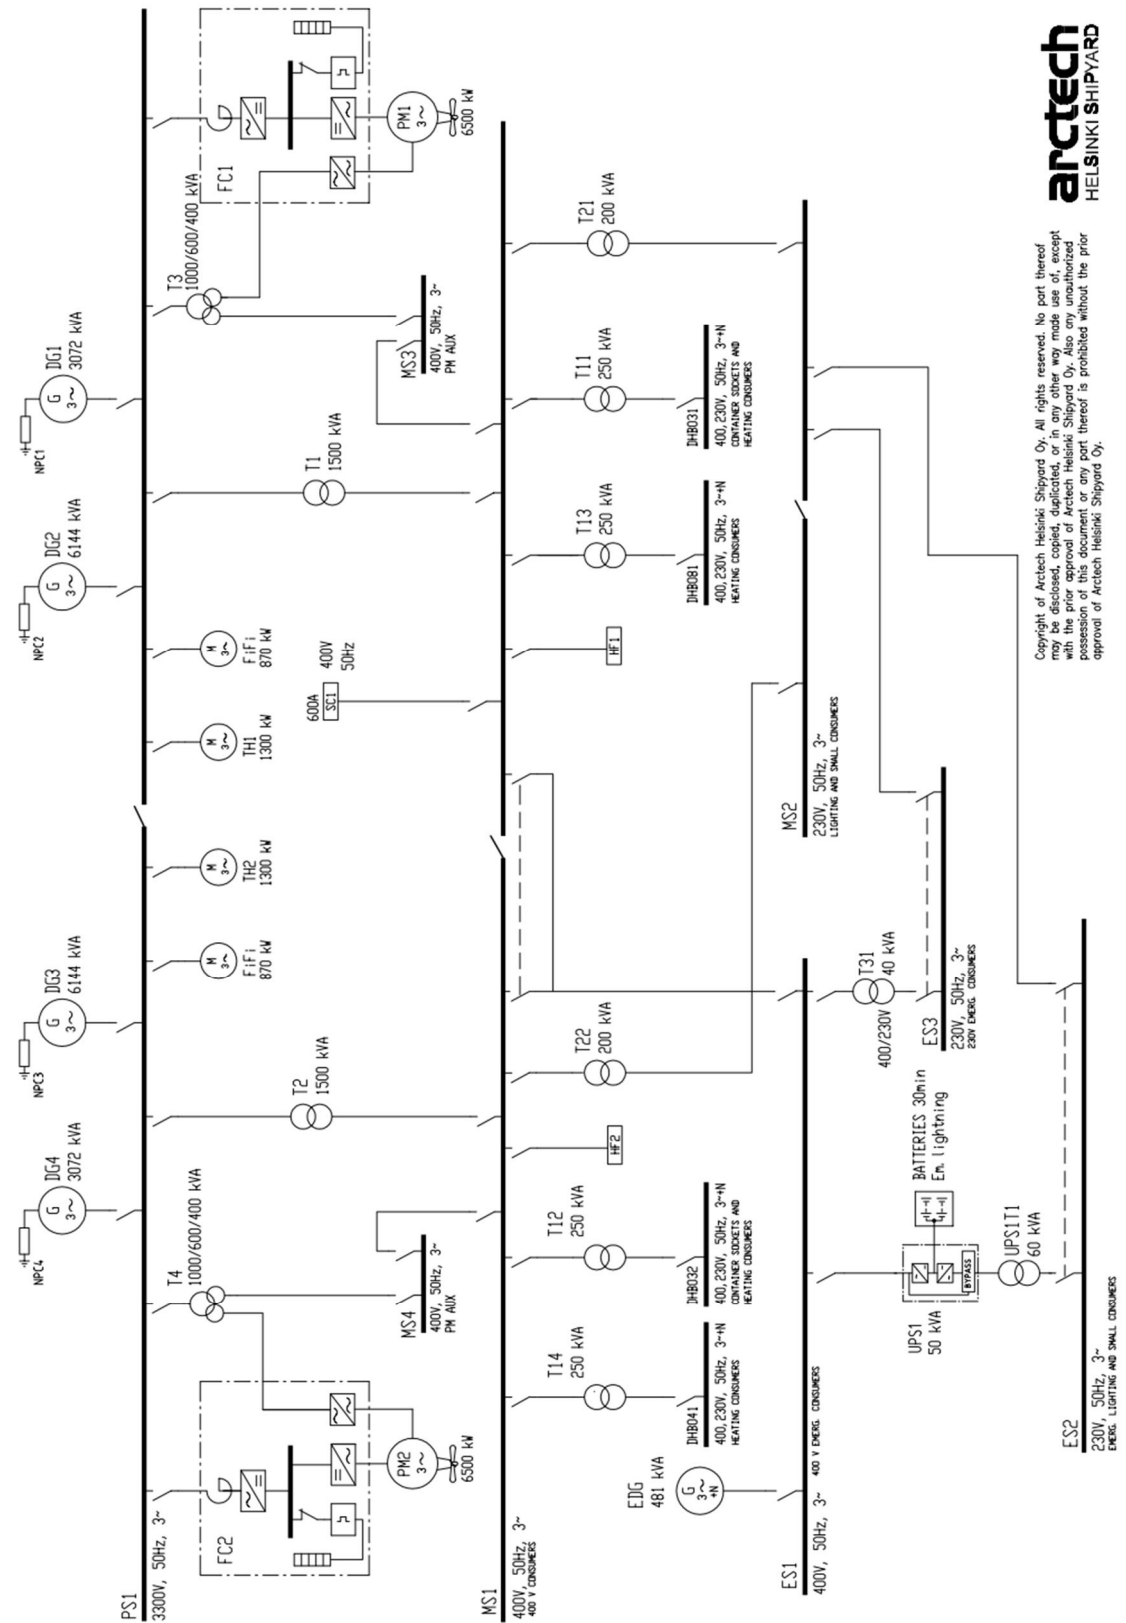 NPC4
DG4
3072 kVA
NPC3
DG3
6144 kVA
NPC2
DG2
6144 kVA
NPC1
DG1
3072 kVA
G
3~
G
3~
G
3~
G
3~
PS1
3300V, 50Hz, 3~
FC2
PM2
3~
6500 kW
T4
1000/600/400 kVA
T2
1500 kVA
M
3~
FiFi
870 kW
M
3~
TH2
1300 kW
M
3~
TH1
1300 kW
M
3~
FiFi
870 kW
T1
1500 kVA
T3
1000/600/400 kVA
FC1
PM1
3~
6500 kW
600A
SC1
400V
50Hz
MS4
400V, 50Hz, 3~
PM AUX
MS3
400V, 50Hz, 3~
PM AUX
MS1
400V, 50Hz, 3~
400 V CONSUMERS
EDG
481 kVA
G
3~
+N
T14
250 kVA
DHB041
400,230V, 50Hz, 3~+N
HEATING CONSUMERS
T12
250 kVA
DHB032
400,230V, 50Hz, 3~+N
CONTAINER SOCKETS AND
HEATING CONSUMERS
HF2
T22
200 kVA
HF1
T13
250 kVA
DHB081
400,230V, 50Hz, 3~+N
HEATING CONSUMERS
T11
250 kVA
DHB031
400,230V, 50Hz, 3~+N
CONTAINER SOCKETS AND
HEATING CONSUMERS
T21
200 kVA
ES1
400V, 50Hz, 3~
400 V EMERG. CONSUMERS
MS2
230V, 50Hz, 3~
LIGHTING AND SMALL CONSUMERS
T31
40 kVA
400/230V
ES3
230V, 50Hz, 3~
230V EMERG. CONSUMERS
UPS1
50 kVA
BYPASS
BATTERIES 30min
Em. lightning
UPS1T1
60 kVA
ES2
230V, 50Hz, 3~
EMERG. LIGHTING AND SMALL CONSUMERS
Copyright of Arctech Helsinki Shipyard Oy. All rights reserved. No part thereof
may be disclosed, copied, duplicated, or in any other way made use of, except
with the prior approval of Arctech Helsinki Shipyard Oy. Also any unauthorized
possession of this document or any part thereof is prohibited without the prior
approval of Arctech Helsinki Shipyard Oy.
arctech
HELSINKI SHIPYARD